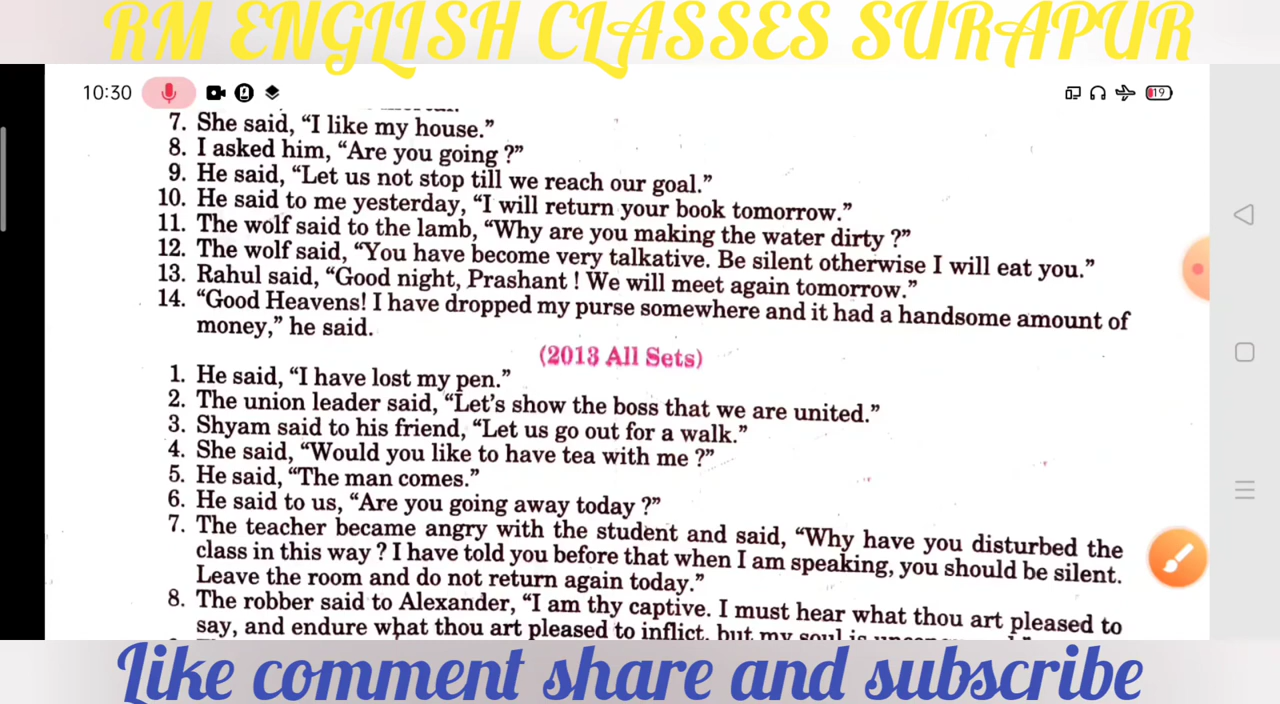 RM ENGLISH CLASSES SURAPUR
10:30
19
7. She said, “I like my house.”
8. I asked him, “Are you going ?”
9. He said, “Let us not stop till we reach our goal.”
10. He said to me yesterday, “I will return your book tomorrow.”
11. The wolf said to the lamb, “Why are you making the water dirty ?”
12. The wolf said, “You have become very talkative. Be silent otherwise I will eat you.”
13. Rahul said, “Good night, Prashant ! We will meet again tomorrow.”
14. “Good Heavens! I have dropped my purse somewhere and it had a handsome amount of
money,” he said.
(2013 All Sets)
1. He said, “I have lost my pen.”
2. The union leader said, “Let’s show the boss that we are united.”
3. Shyam said to his friend, “Let us go out for a walk.”
4. She said, “Would you like to have tea with me ?”
5. He said, “The man comes.”
6. He said to us, “Are you going away today ?”
7. The teacher became angry with the student and said, “Why have you disturbed the
class in this way ? I have told you before that when I am speaking, you should be silent.
Leave the room and do not return again today.”
8. The robber said to Alexander, “I am thy captive. I must hear what thou art pleased to
say, and endure what thou art pleased to inflict, but my soul is
Like comment share and subscribe